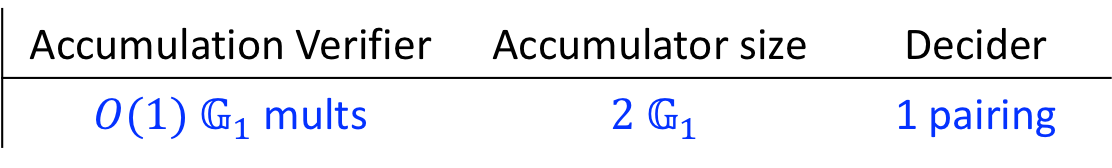 Accumulation Verifier Accumulator size Decider
O(1) 𝔾₁ mults 2 𝔾₁ 1 pairing